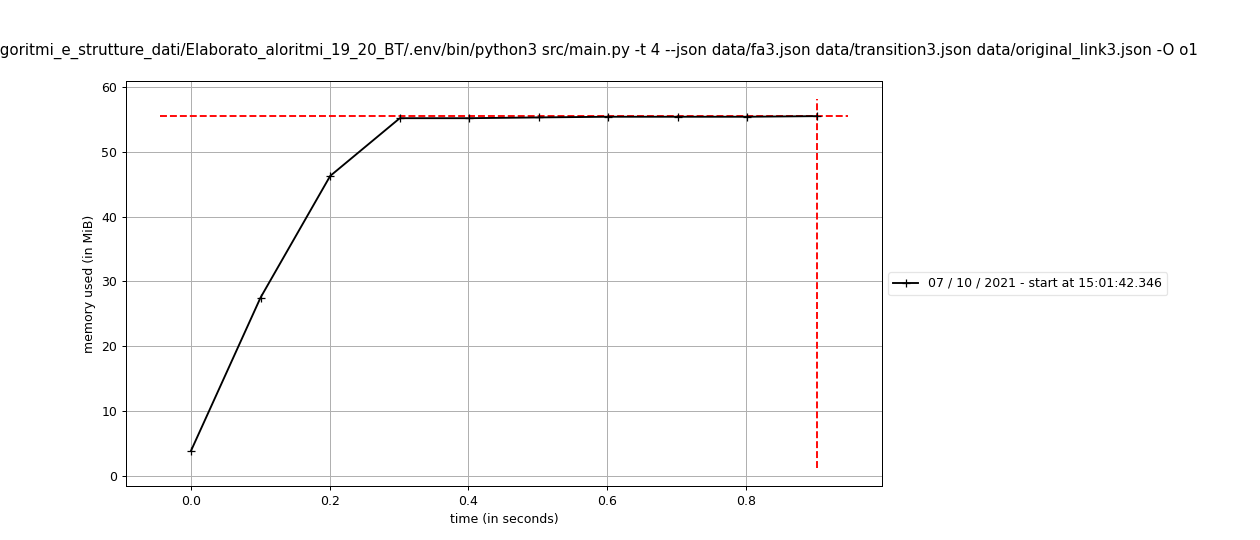 goritmi_e_strutture_dati/Elaborato_aloritmi_19_20_BT/.env/bin/python3 src/main.py -t 4 --json data/fa3.json data/transition3.json data/original_link3.json -O o1
60
50
40
30
20
10
0
memory used (in MiB)
0.0 0.2 0.4 0.6 0.8
time (in seconds)
07 / 10 / 2021 - start at 15:01:42.346